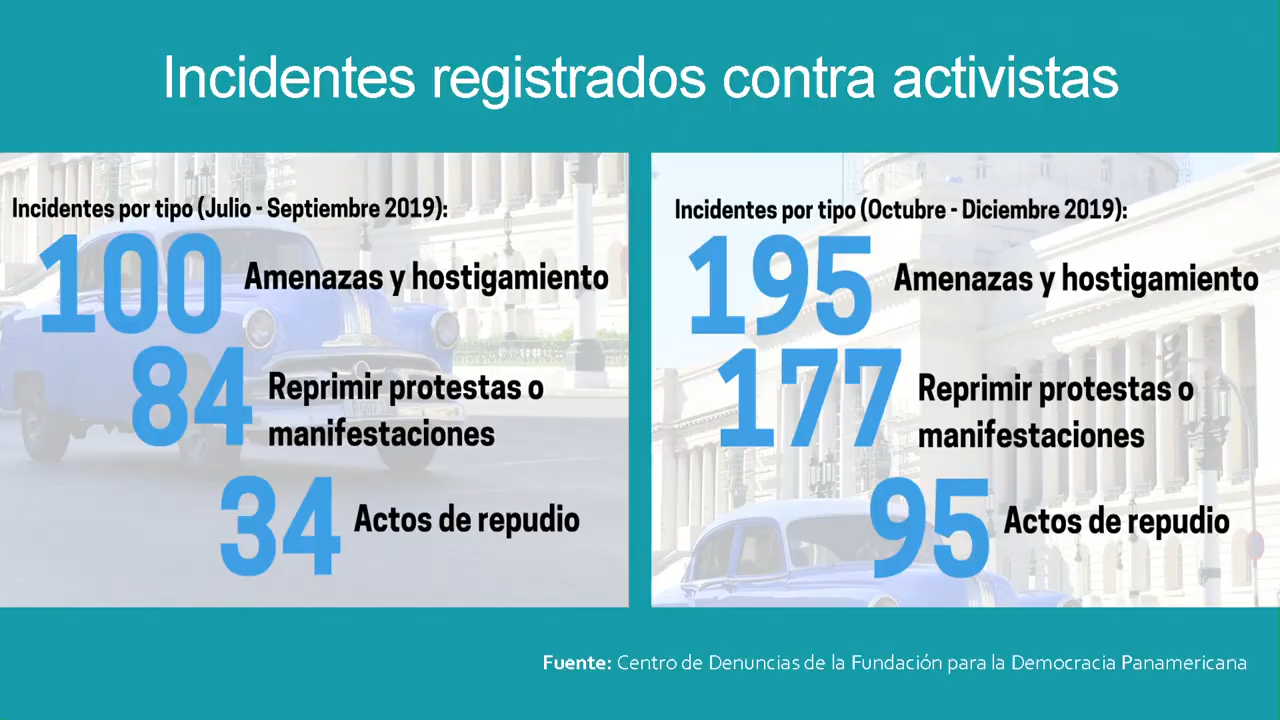 Incidentes registrados contra activistas
Incidentes por tipo (Julio - Septiembre 2019):
100 Amenazas y hostigamiento
84 Reprimir protestas o
manifestaciones
34 Actos de repudio
Incidentes por tipo (Octubre - Diciembre 2019):
195 Amenazas y hostigamiento
177 Reprimir protestas o
manifestaciones
95 Actos de repudio
Fuente: Centro de Denuncias de la Fundación para la Democracia Panamericana